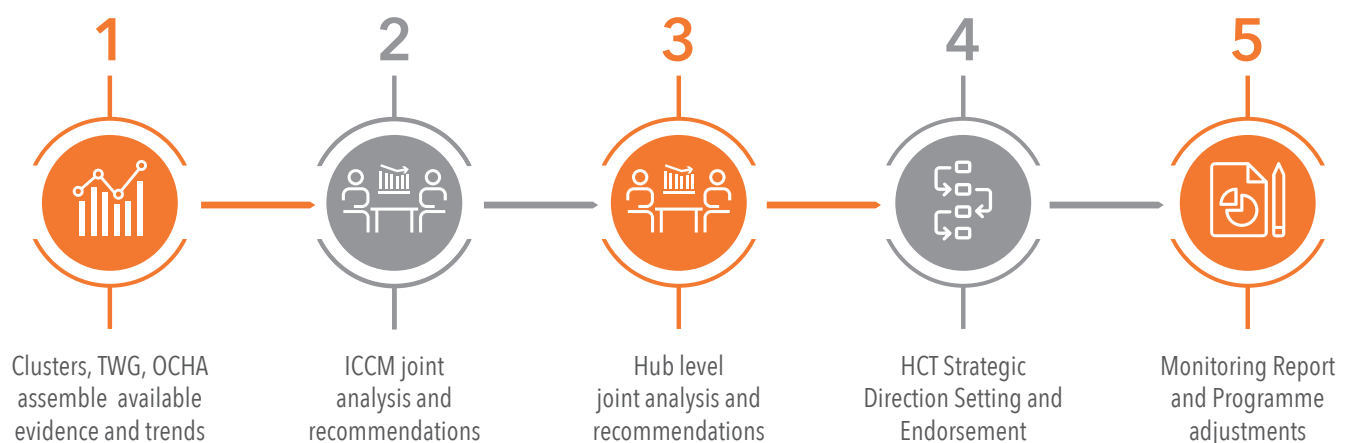 1
Clusters, TWG, OCHA
assemble available
evidence and trends
2
ICCM joint
analysis and
recommendations
3
Hub level
joint analysis and
recommendations
4
HCT Strategic
Direction Setting and
Endorsement
5
Monitoring Report
and Programme
adjustments